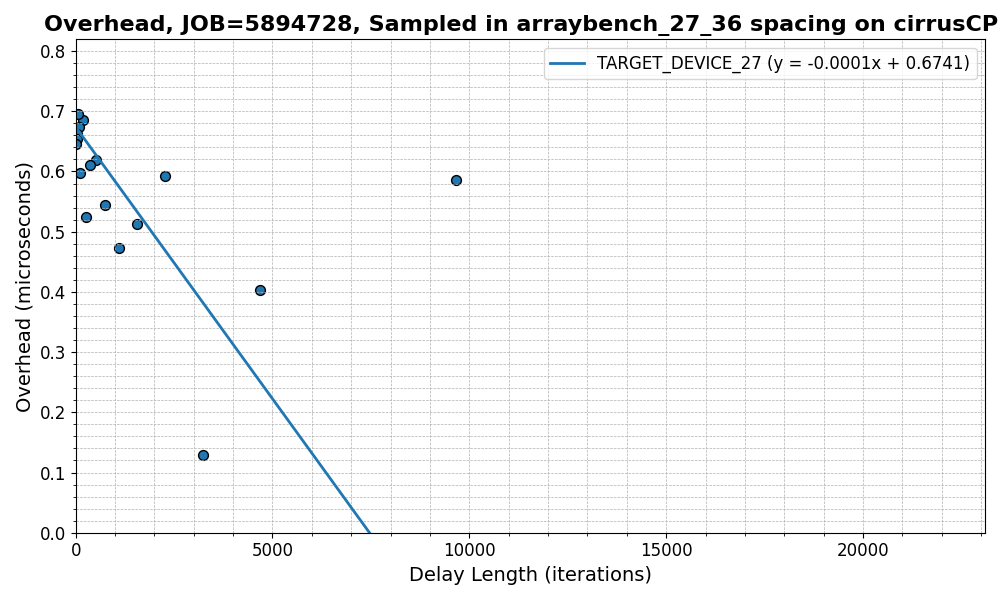 Overhead, JOB=5894728, Sampled in arraybench_27_36 spacing on cirrusCP
TARGET_DEVICE_27 (y = -0.0001x + 0.6741)
Overhead (microseconds)
0.8
0.7
0.6
0.5
0.4
0.3
0.2
0.1
0.0
0 5000 10000 15000 20000
Delay Length (iterations)